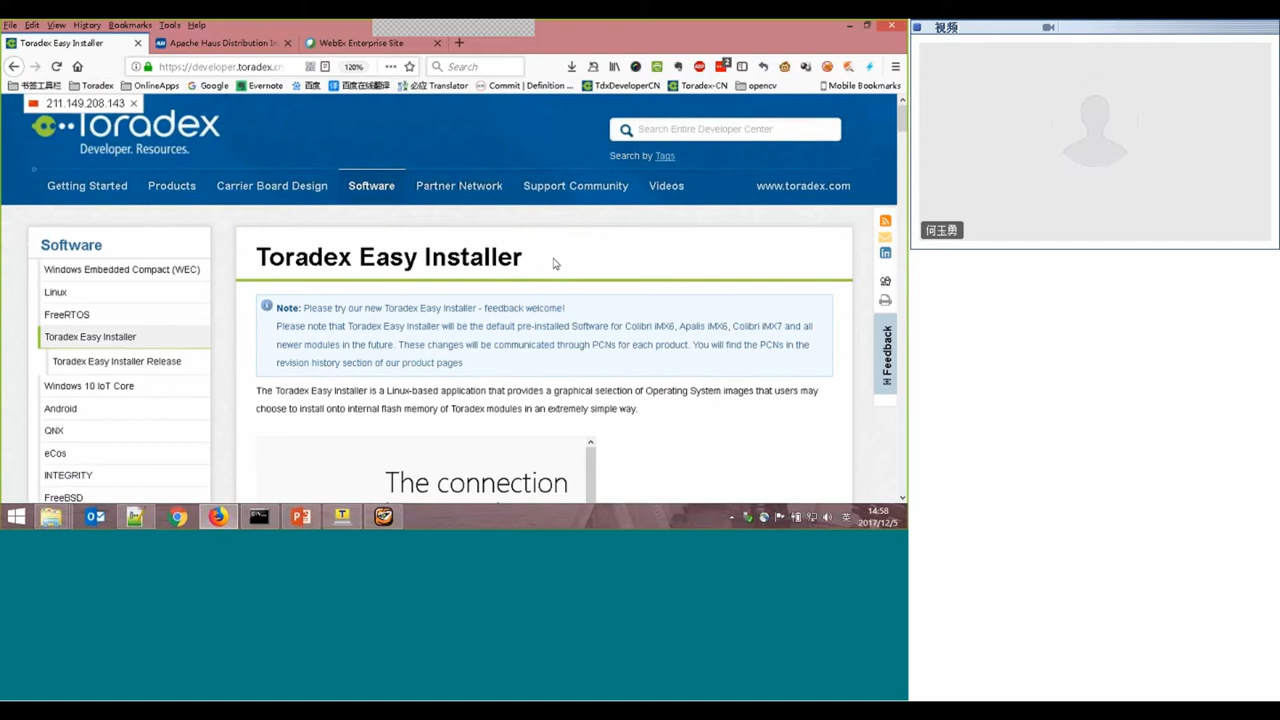 File Edit View History Bookmarks Tools Help
Toradex Easy Installer
Apache Haus Distribution In
WebEx Enterprise Site
https://developer.toradex.cn
120%
Search
书签工具栏 Toradex OnlineApps Google Evernote 百度 百度在线翻译 必应 Translator Commit | Definition ... TdxDeveloperCN Toradex-CN opencv Mobile Bookmarks
211.149.208.143
Toradex
Developer. Resources.
Search Entire Developer Center
Search by Tags
Getting Started Products Carrier Board Design Software Partner Network Support Community Videos www.toradex.com
Software
Windows Embedded Compact (WEC)
Linux
FreeRTOS
Toradex Easy Installer
Toradex Easy Installer Release
Windows 10 IoT Core
Android
QNX
eCos
INTEGRITY
FreeBSD
Toradex Easy Installer
Note: Please try our new Toradex Easy Installer - feedback welcome!
Please note that Toradex Easy Installer will be the default pre-installed Software for Colibri iMX6, Apalis iMX6, Colibri iMX7 and all
newer modules in the future. These changes will be communicated through PCNs for each product. You will find the PCNs in the
revision history section of our product pages
The Toradex Easy Installer is a Linux-based application that provides a graphical selection of Operating System images that users may
choose to install onto internal flash memory of Toradex modules in an extremely simple way.
The connection
Feedback
英
14:58
2017/12/5
视频
何玉勇